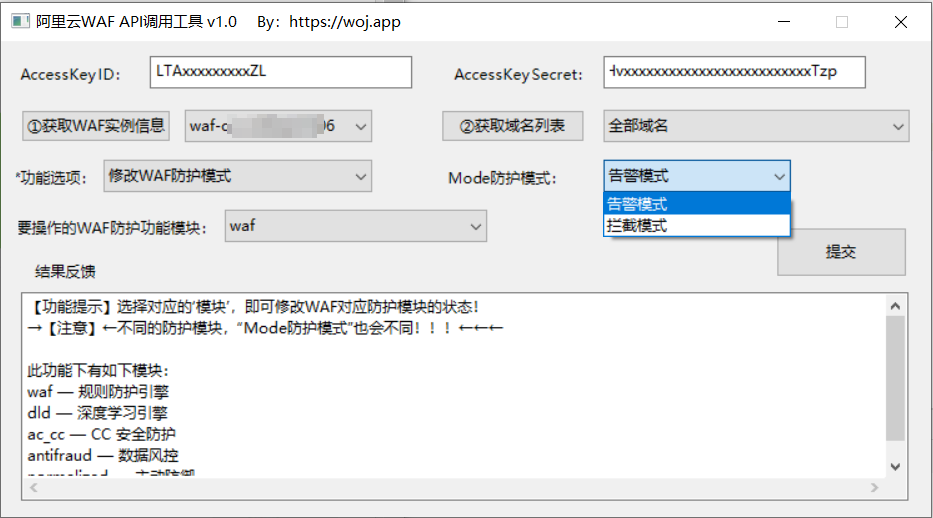 阿里云WAF API调用工具 v1.0 By：https://woj.app
AccessKeyID： LTAxxxxxxxxxZL AccessKeySecret： HvxxxxxxxxxxxxxxxxxxxxxxxxxxTzp
①获取WAF实例信息 waf-c 06 ②获取域名列表 全部域名
*功能选项： 修改WAF防护模式 Mode防护模式： 告警模式
告警模式
拦截模式
要操作的WAF防护功能模块： waf
提交
结果反馈
【功能提示】选择对应的‘模块’，即可修改WAF对应防护模块的状态！
→【注意】←不同的防护模块，“Mode防护模式”也会不同！！！←←←
此功能下有如下模块：
waf — 规则防护引擎
dld — 深度学习引擎
ac_cc — CC 安全防护
antifraud — 数据风控
normalized — 主动防御